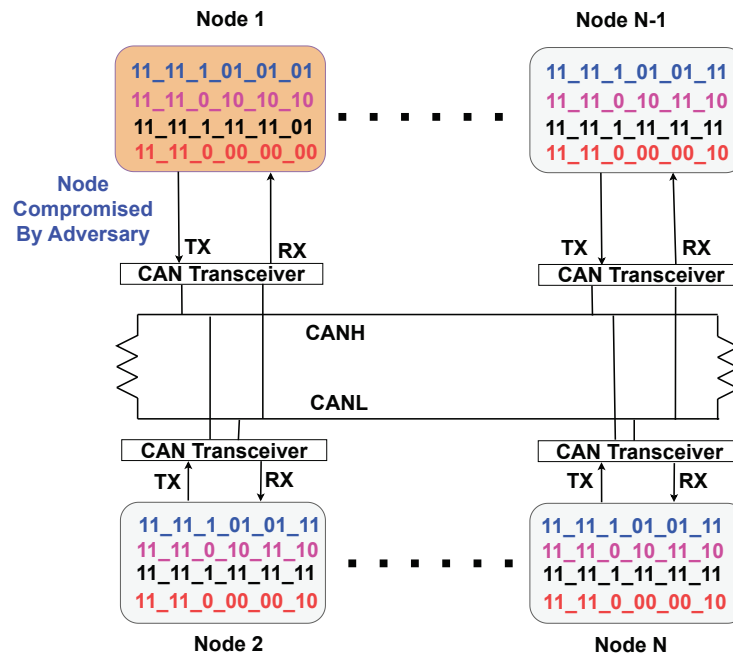 Node 1
Node N-1
11_11_1_01_01_01
11_11_0_10_10_10
11_11_1_11_11_01
11_11_0_00_00_00
11_11_1_01_01_11
11_11_0_10_11_10
11_11_1_11_11_11
11_11_0_00_00_10
Node
Compromised
By Adversary
TX
RX
TX
RX
CAN Transceiver
CAN Transceiver
CANH
CANL
CAN Transceiver
CAN Transceiver
TX
RX
TX
RX
11_11_1_01_01_11
11_11_0_10_11_10
11_11_1_11_11_11
11_11_0_00_00_10
11_11_1_01_01_11
11_11_0_10_11_10
11_11_1_11_11_11
11_11_0_00_00_10
Node 2
Node N